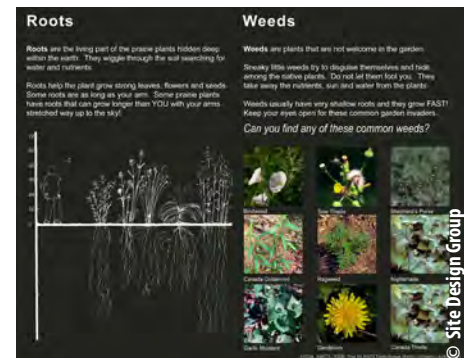 Roots
Roots are the living part of the prairie plants hidden deep
within the earth. They wiggle through the soil searching for
water and nutrients.
Roots help the plant grow strong leaves, flowers and seeds.
Some roots are as long as your arm. Some prairie plants
have roots that can grow longer than YOU with your arms
stretched way up to the sky!
Weeds
Weeds are plants that are not welcome in the garden.
Sneaky little weeds try to disguise themselves and hide
among the native plants. Do not let them fool you. They
take away the nutrients, sun and water from the plants.
Weeds usually have very shallow roots and they grow FAST!
Keep your eyes open for these common garden invaders.
Can you find any of these common weeds?
Bindweed
Shepherd's Purse
Canada Goldenrod
Ragweed
Garlic Mustard
Dandelion
Canada Thistle
© Site Design Group